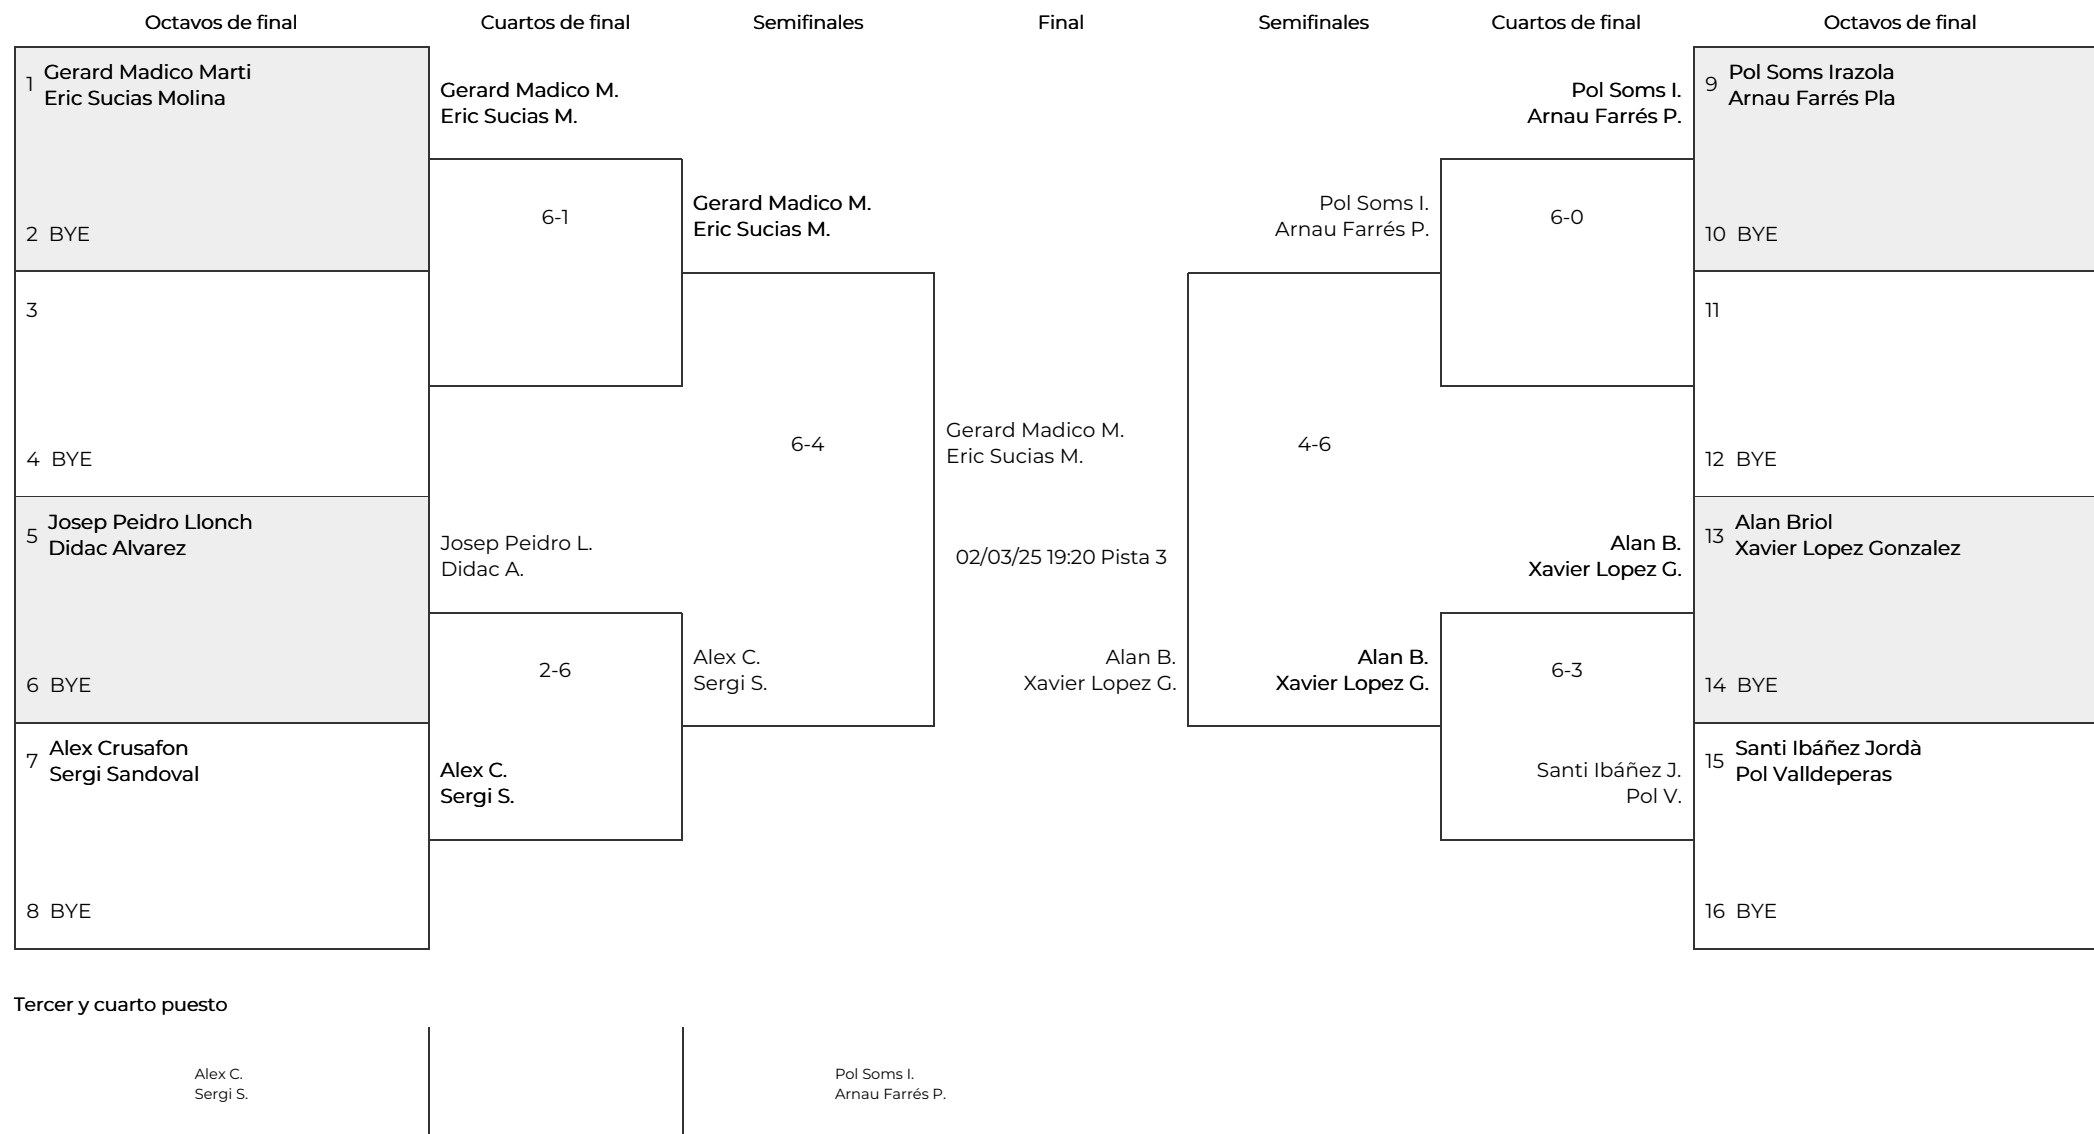 Octavos de final
Cuartos de final
Semifinales
Final
Semifinales
Cuartos de final
Octavos de final
1 Gerard Madico Marti
Eric Sucias Molina
2 BYE
3
4 BYE
5 Josep Peidro Llonch
Didac Alvarez
6 BYE
7 Alex Crusafon
Sergi Sandoval
8 BYE
Gerard Madico M.
Eric Sucias M.
6-1
Josep Peidro L.
Didac A.
2-6
Alex C.
Sergi S.
Gerard Madico M.
Eric Sucias M.
6-4
Alex C.
Sergi S.
Gerard Madico M.
Eric Sucias M.
02/03/25 19:20 Pista 3
Alan B.
Xavier Lopez G.
Pol Soms I.
Arnau Farrés P.
4-6
Alan B.
Xavier Lopez G.
Pol Soms I.
Arnau Farrés P.
6-0
Alan B.
Xavier Lopez G.
6-3
Santi Ibáñez J.
Pol V.
9 Pol Soms Irazola
Arnau Farrés Pla
10 BYE
11
12 BYE
13 Alan Briol
Xavier Lopez Gonzalez
14 BYE
15 Santi Ibáñez Jordà
Pol Valldeperas
16 BYE
Tercer y cuarto puesto
Alex C.
Sergi S.
Pol Soms I.
Arnau Farrés P.